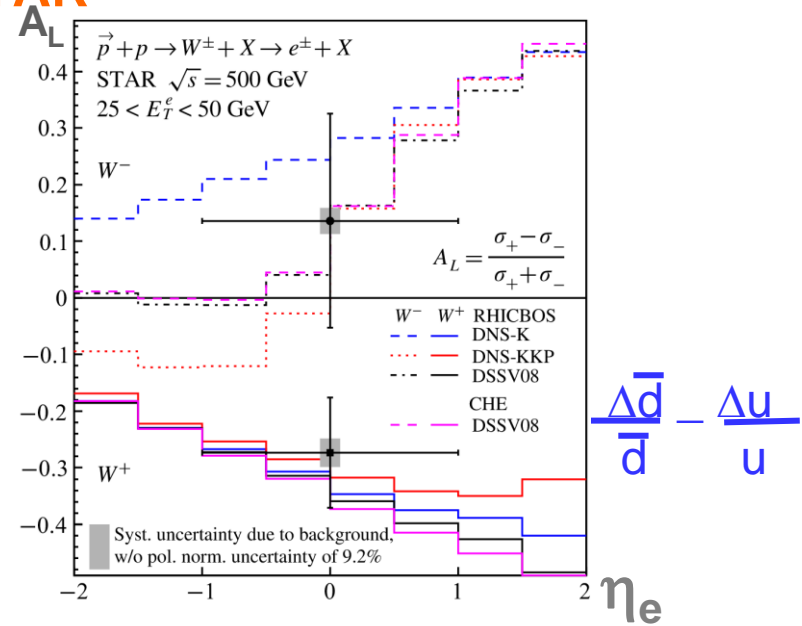 A_L
p⃗ + p → W± + X → e± + X
STAR √s = 500 GeV
25 < E_T^e < 50 GeV
W⁻
A_L = (σ₊ − σ₋) / (σ₊ + σ₋)
W⁻ W⁺ RHICBOS
DNS-K
DNS-KKP
DSSV08
CHE
DSSV08
W⁺
Syst. uncertainty due to background,
w/o pol. norm. uncertainty of 9.2%
0.4
0.3
0.2
0.1
0
−0.1
−0.2
−0.3
−0.4
−2 −1 0 1 2
η_e
Δd̄ / d̄ − Δu / u